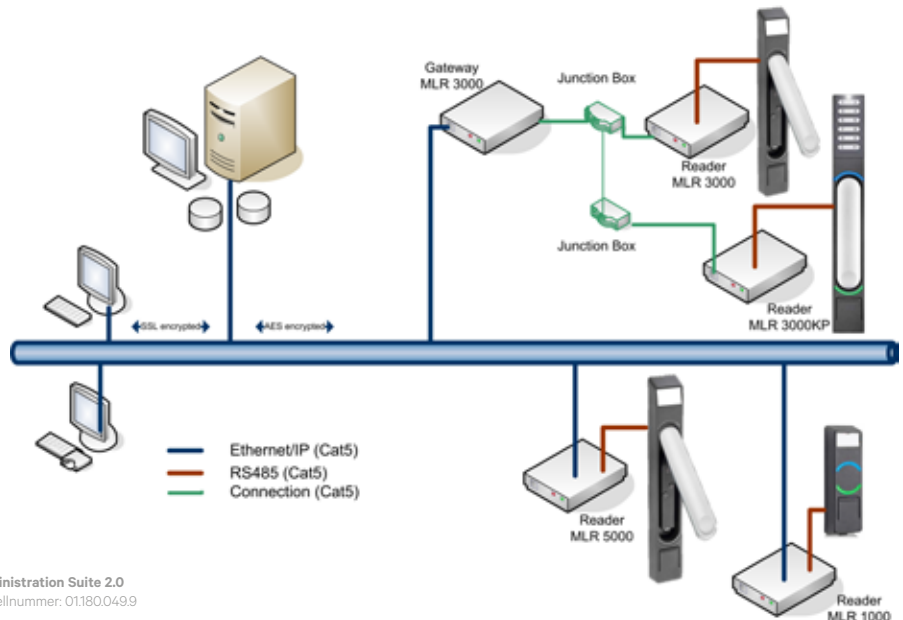 Gateway
MLR 3000
Junction Box
Reader
MLR 3000
Junction Box
Reader
MLR 3000KP
SSL encrypted
AES encrypted
Ethernet/IP (Cat5)
RS485 (Cat5)
Connection (Cat5)
Reader
MLR 5000
Reader
MLR 1000
inistration Suite 2.0
ellnummer: 01.180.049.9